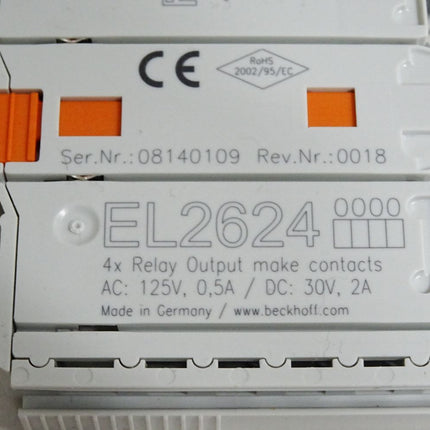 CE
RoHS
2002/95/EC
Ser.Nr.:08140109 Rev.Nr.:0018
EL2624
0000
4x Relay Output make contacts
AC: 125V, 0,5A / DC: 30V, 2A
Made in Germany / www.beckhoff.com